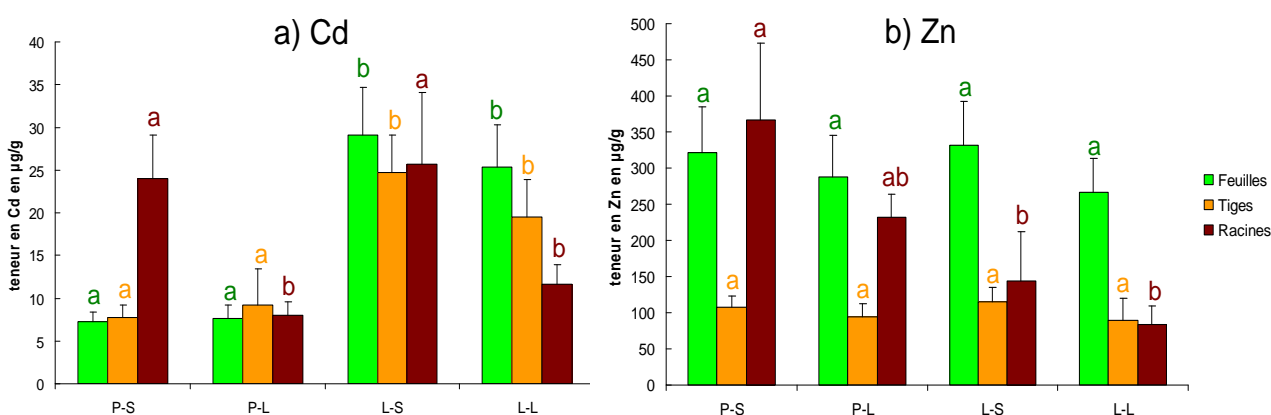 a) Cd
teneur en Cd en µg/g
40
35
30
25
20
15
10
5
0
a a a
a a b
b b a
b b b
P-S P-L L-S L-L
b) Zn
teneur en Zn en µg/g
500
450
400
350
300
250
200
150
100
50
0
a a a
a a ab
a a b
a a b
P-S P-L L-S L-L
Feuilles
Tiges
Racines